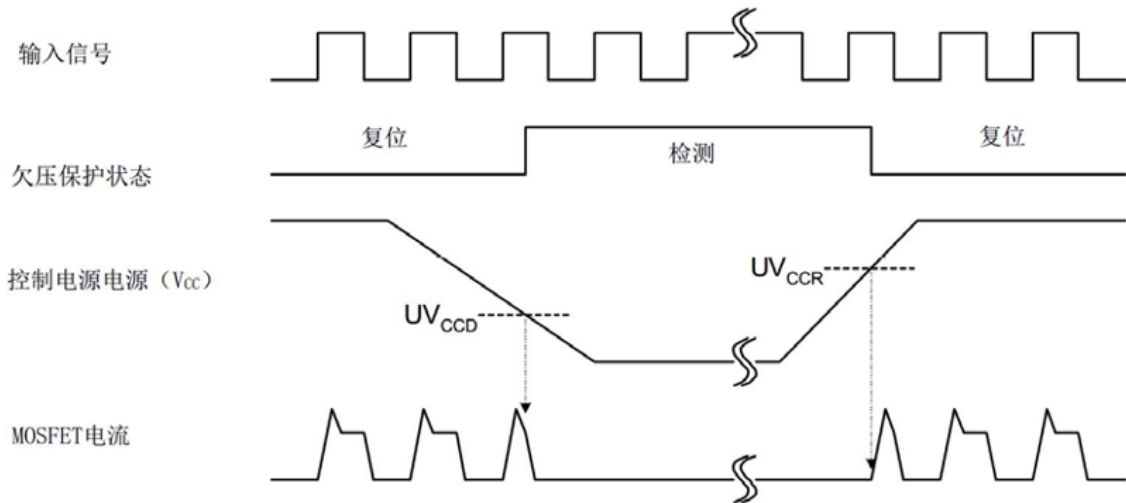 输入信号
复位
检测
复位
欠压保护状态
控制电源电源（Vcc）
UVCCD
UVCCR
MOSFET电流